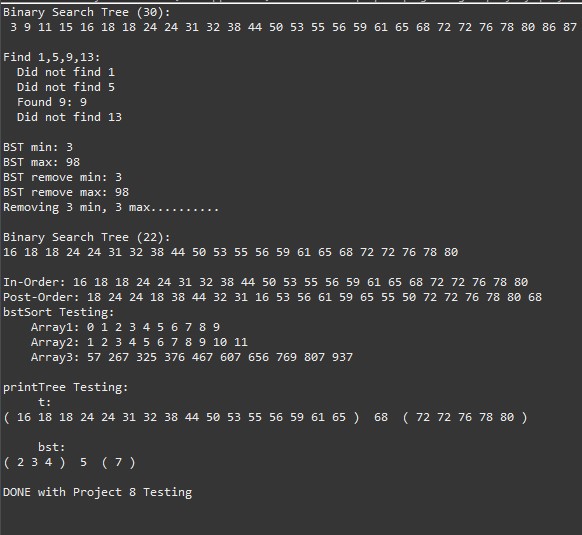 Binary Search Tree (30):
3 9 11 15 16 18 18 24 24 31 32 38 44 50 53 55 56 59 61 65 68 72 72 76 78 80 86 87
Find 1,5,9,13:
Did not find 1
Did not find 5
Found 9: 9
Did not find 13
BST min: 3
BST max: 98
BST remove min: 3
BST remove max: 98
Removing 3 min, 3 max..........
Binary Search Tree (22):
16 18 18 24 24 31 32 38 44 50 53 55 56 59 61 65 68 72 72 76 78 80
In-Order: 16 18 18 24 24 31 32 38 44 50 53 55 56 59 61 65 68 72 72 76 78 80
Post-Order: 18 24 24 18 38 44 32 31 16 53 56 61 59 65 55 50 72 72 76 78 80 68
bstSort Testing:
Array1: 0 1 2 3 4 5 6 7 8 9
Array2: 1 2 3 4 5 6 7 8 9 10 11
Array3: 57 267 325 376 467 607 656 769 807 937
printTree Testing:
t:
( 16 18 18 24 24 31 32 38 44 50 53 55 56 59 61 65 )  68  ( 72 72 76 78 80 )
bst:
( 2 3 4 )  5  ( 7 )
DONE with Project 8 Testing